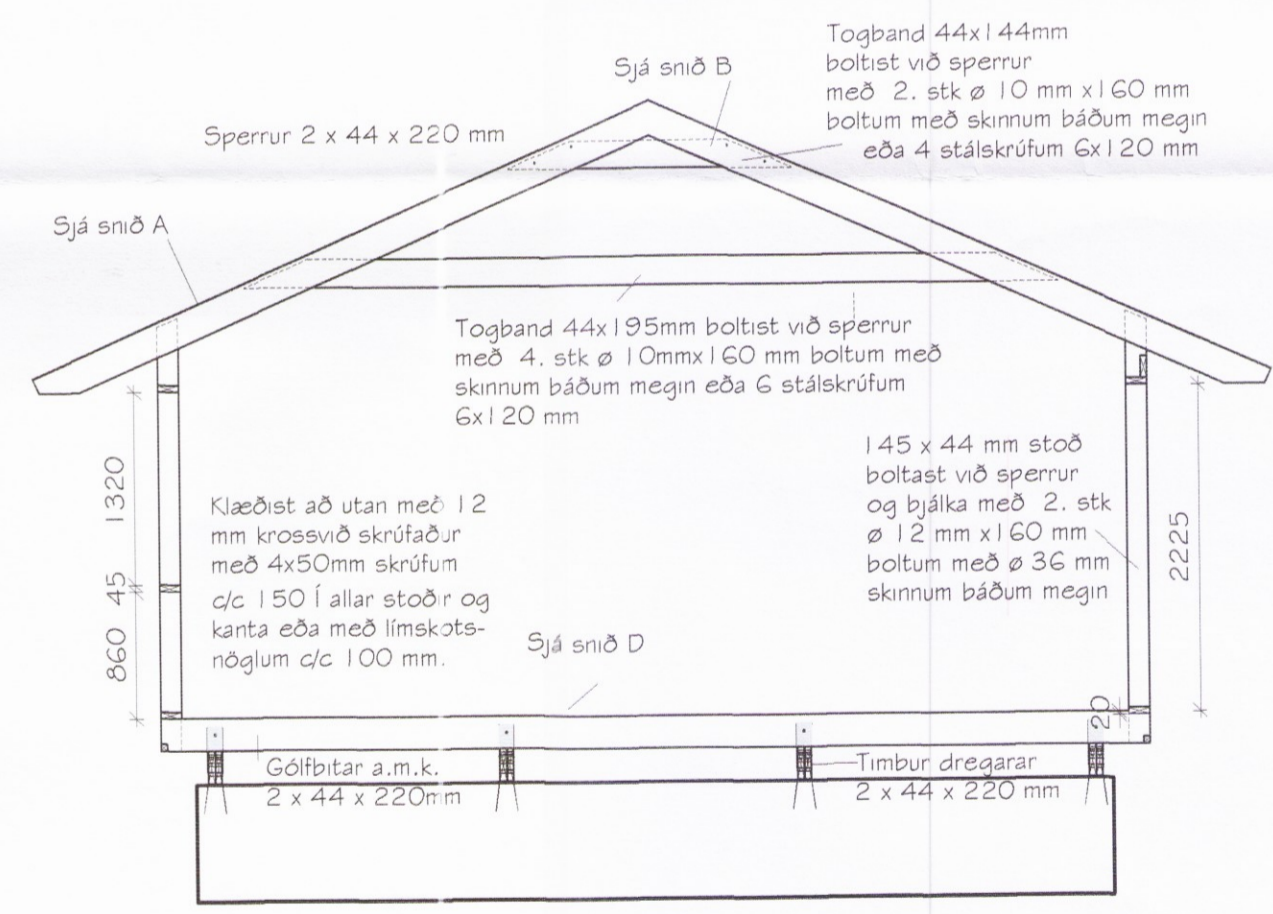 Togband 44x144mm
boltist við sperrur
með 2. stk ø 10 mm x160 mm
boltum með skinnum báðum megin
eða 4 stálskrúfum 6x120 mm
Sjá snið B
Sperrur 2 x 44 x 220 mm
Sjá snið A
Togband 44x195mm boltist við sperrur
með 4. stk ø 10mmx160 mm boltum með
skinnum báðum megin eða 6 stálskrúfum
6x120 mm
145 x 44 mm stoð
boltast við sperrur
og bjálka með 2. stk
ø 12 mm x160 mm
boltum með ø 36 mm
skinnum báðum megin
Klæðist að utan með 12
mm krossvið skrúfaður
með 4x50mm skrúfum
c/c 150 Í allar stoðir og
kanta eða með límskots-
nöglum c/c 100 mm.
1320
45
860
2225
20
Sjá snið D
Gólfbitar a.m.k.
2 x 44 x 220mm
Timbur dregarar
2 x 44 x 220 mm